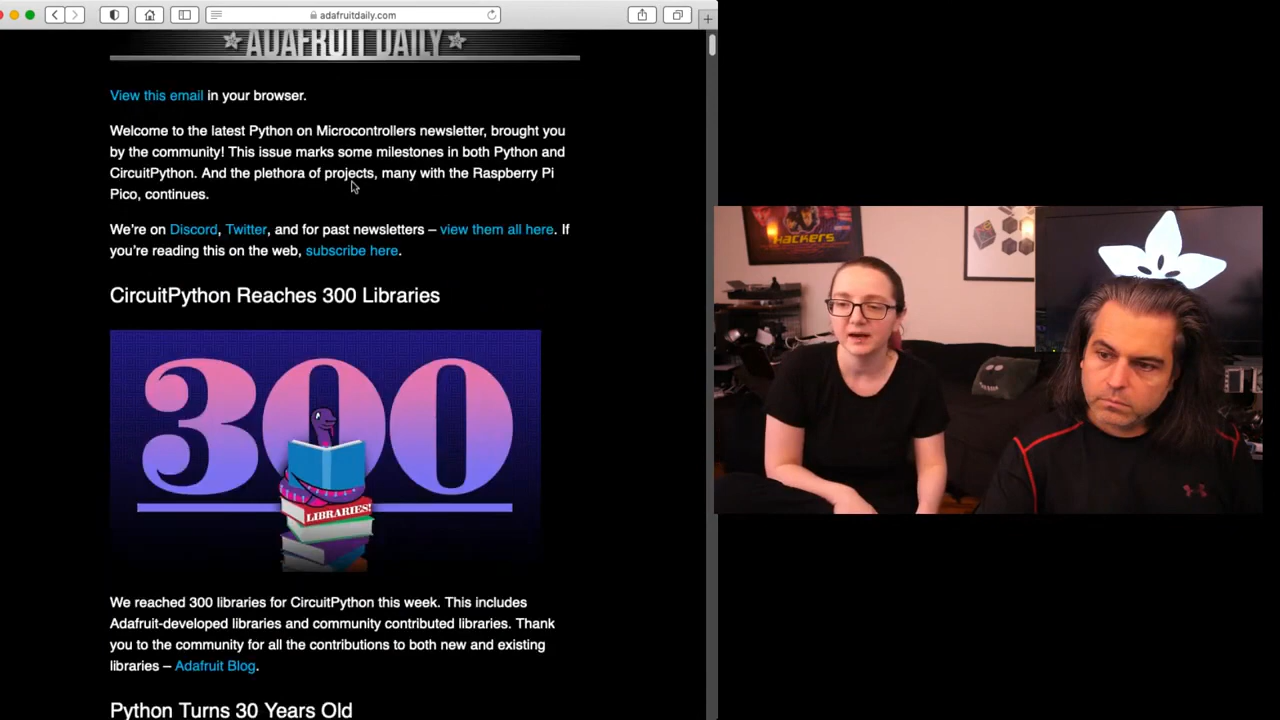 adafruitdaily.com
ADAFRUIT DAILY
View this email in your browser.
Welcome to the latest Python on Microcontrollers newsletter, brought you
by the community! This issue marks some milestones in both Python and
CircuitPython. And the plethora of projects, many with the Raspberry Pi
Pico, continues.
We're on Discord, Twitter, and for past newsletters – view them all here. If
you're reading this on the web, subscribe here.
CircuitPython Reaches 300 Libraries
300
LIBRARIES!
We reached 300 libraries for CircuitPython this week. This includes
Adafruit-developed libraries and community contributed libraries. Thank
you to the community for all the contributions to both new and existing
libraries – Adafruit Blog.
Python Turns 30 Years Old
HACKERS